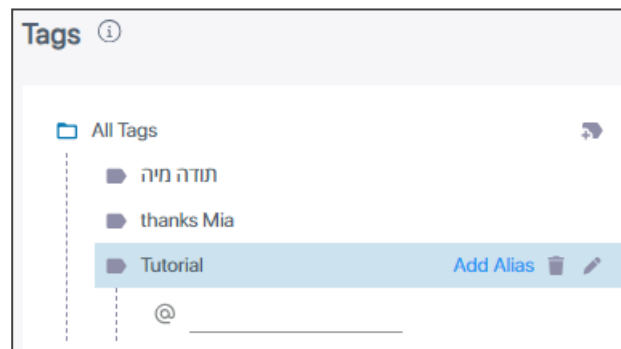 Tags
All Tags
תודה מיה
thanks Mia
Tutorial Add Alias
@